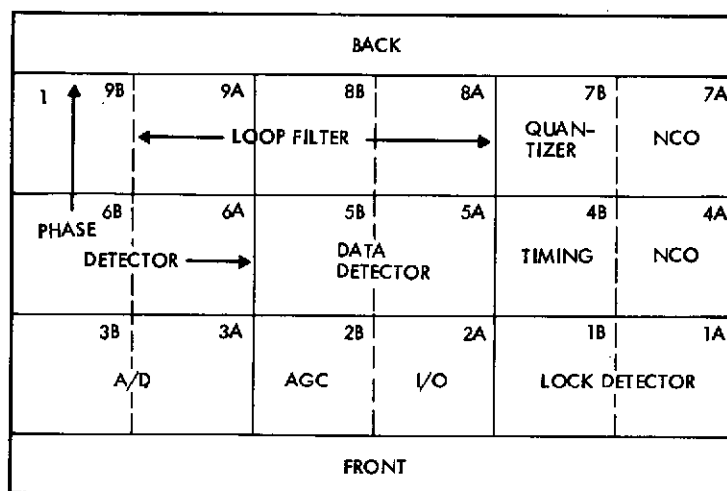 BACK
1 9B 9A 8B 8A 7B 7A
LOOP FILTER QUAN-
TIZER NCO
6B 6A 5B 5A 4B 4A
PHASE
DETECTOR DATA
DETECTOR TIMING NCO
3B 3A 2B 2A 1B 1A
A/D AGC I/O LOCK DETECTOR
FRONT